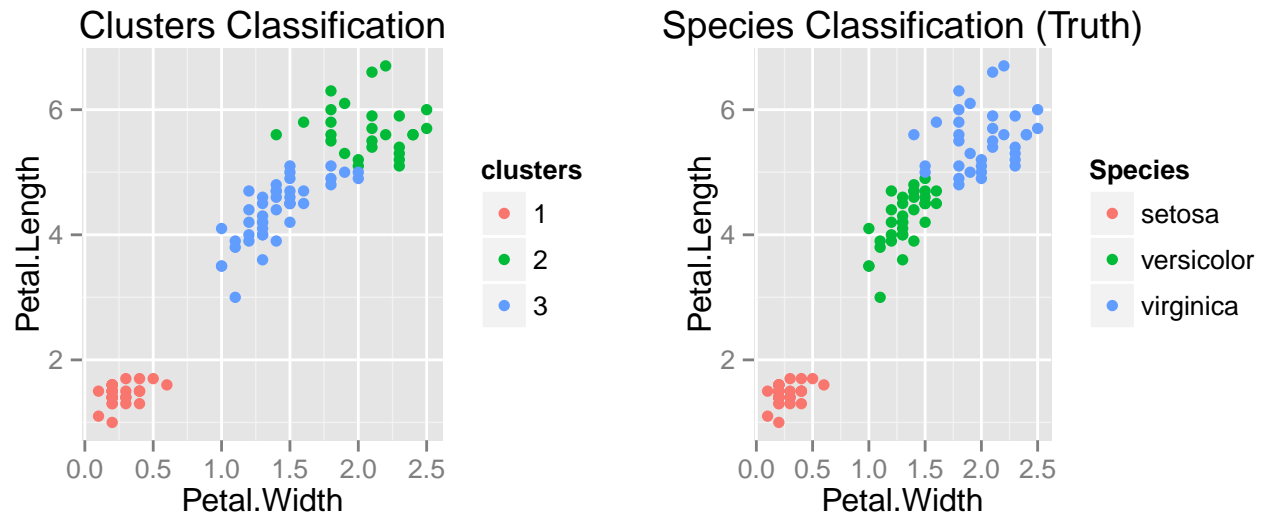 Clusters Classification
6
4
2
0.0 0.5 1.0 1.5 2.0 2.5
Petal.Width
Petal.Length
clusters
1
2
3
Species Classification (Truth)
6
4
2
0.0 0.5 1.0 1.5 2.0 2.5
Petal.Width
Petal.Length
Species
setosa
versicolor
virginica